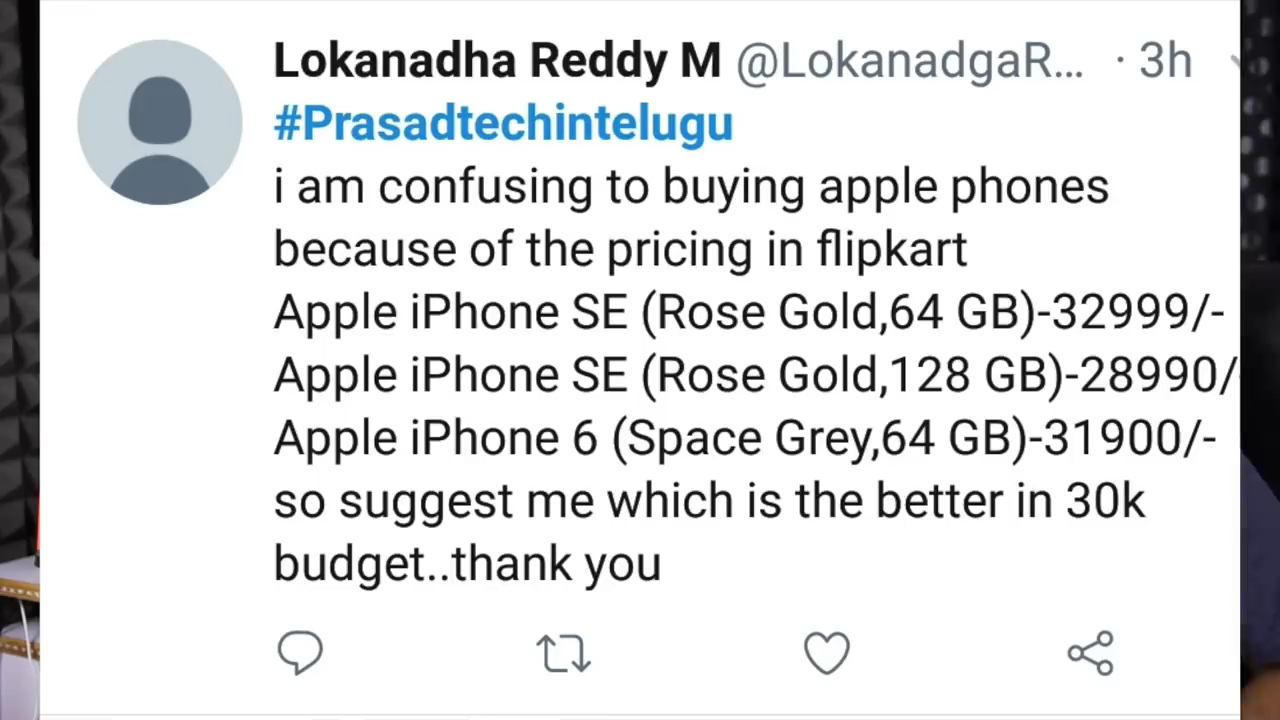 Lokanadha Reddy M @LokanadgaR... · 3h
#Prasadtechintelugu
i am confusing to buying apple phones
because of the pricing in flipkart
Apple iPhone SE (Rose Gold,64 GB)-32999/-
Apple iPhone SE (Rose Gold,128 GB)-28990/
Apple iPhone 6 (Space Grey,64 GB)-31900/-
so suggest me which is the better in 30k
budget..thank you